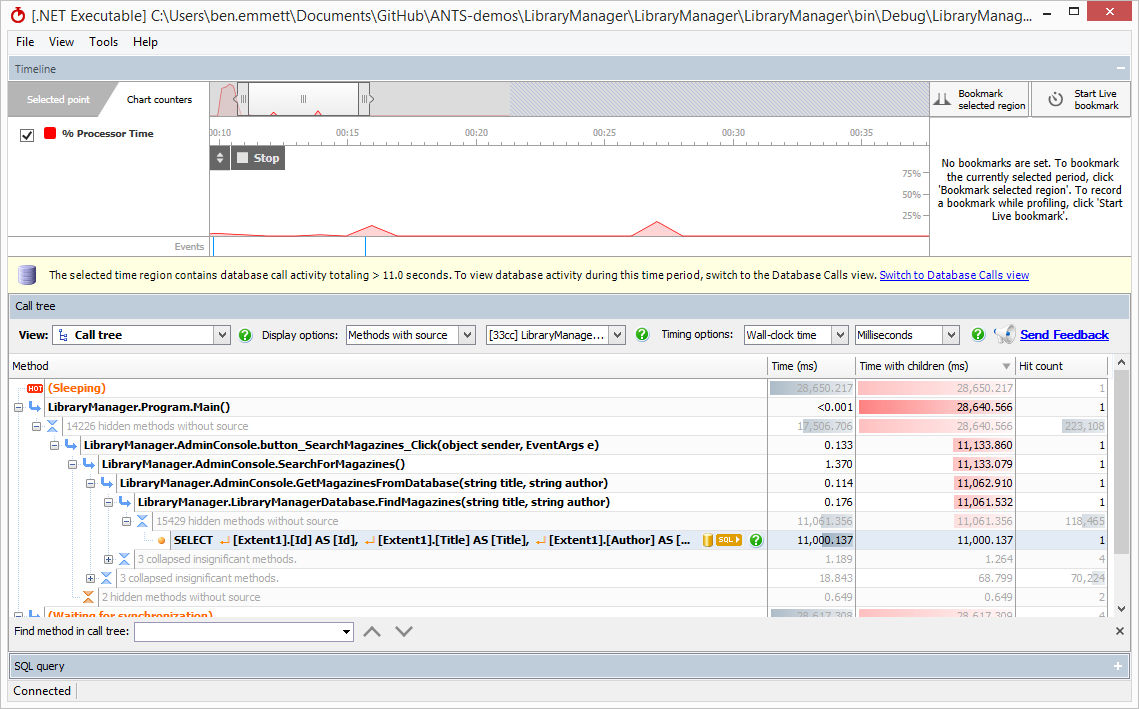 [.NET Executable] C:\Users\ben.emmett\Documents\GitHub\ANTS-demos\LibraryManager\LibraryManager\LibraryManager\bin\Debug\LibraryManag...
File View Tools Help
Timeline
Selected point Chart counters
Bookmark selected region
Start Live bookmark
% Processor Time
00:10 00:15 00:20 00:25 00:30 00:35
Stop
75%
50%
25%
No bookmarks are set. To bookmark
the currently selected period, click
'Bookmark selected region'. To record
a bookmark while profiling, click 'Start
Live bookmark'.
Events
The selected time region contains database call activity totaling > 11.0 seconds. To view database activity during this time period, switch to the Database Calls view. Switch to Database Calls view
Call tree
View: Call tree ? Display options: Methods with source [33cc] LibraryManage... ? Timing options: Wall-clock time Milliseconds ? Send Feedback
Method Time (ms) Time with children (ms) Hit count
HOT (Sleeping) 28,650.217 28,650.217 1
LibraryManager.Program.Main() <0.001 28,640.566 1
14226 hidden methods without source 17,506.706 28,640.566 223,108
LibraryManager.AdminConsole.button_SearchMagazines_Click(object sender, EventArgs e) 0.133 11,133.860 1
LibraryManager.AdminConsole.SearchForMagazines() 1.370 11,133.079 1
LibraryManager.AdminConsole.GetMagazinesFromDatabase(string title, string author) 0.114 11,062.910 1
LibraryManager.LibraryManagerDatabase.FindMagazines(string title, string author) 0.176 11,061.532 1
15429 hidden methods without source 11,061.356 11,061.356 118,465
SELECT [Extent1].[Id] AS [Id], [Extent1].[Title] AS [Title], [Extent1].[Author] AS [... SQL ? 11,000.137 11,000.137 1
3 collapsed insignificant methods. 1.189 1.264 4
3 collapsed insignificant methods. 18.843 68.799 70,224
2 hidden methods without source 0.649 0.649 2
(Waiting for synchronization) 28,617.308 28,617.309 1
Find method in call tree:
SQL query
Connected